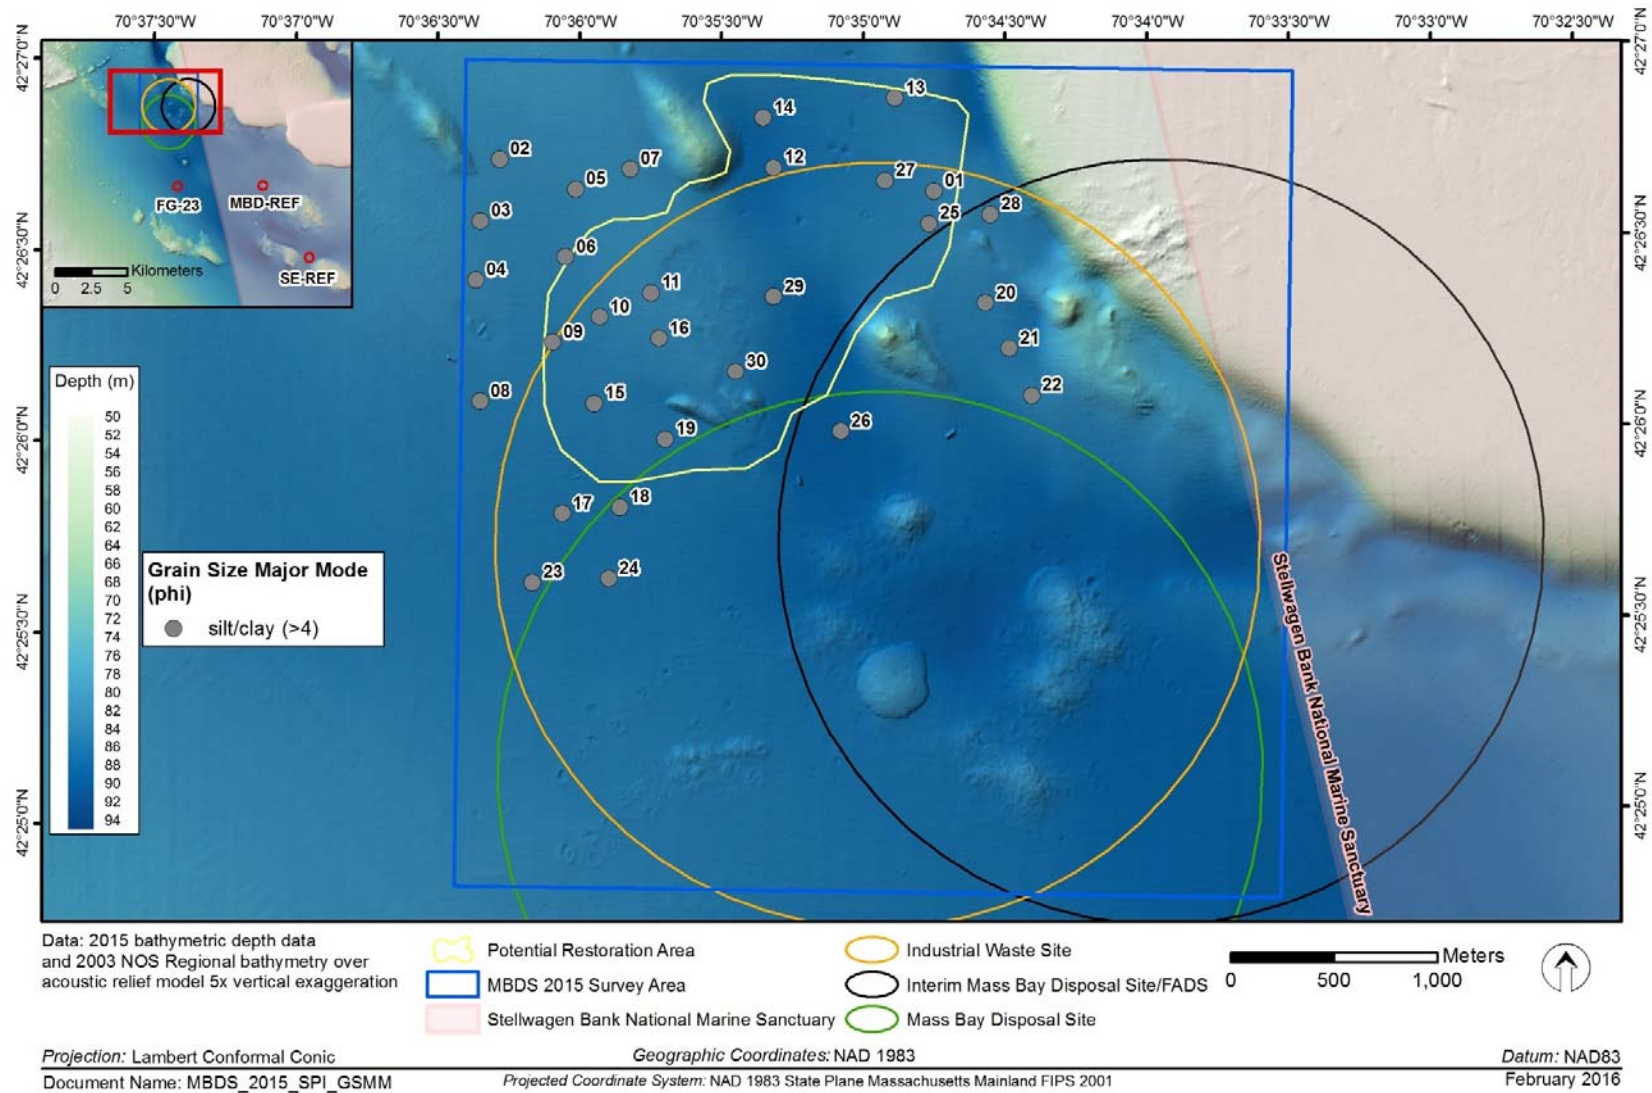 70°37'30"W 70°37'0"W 70°36'30"W 70°36'0"W 70°35'30"W 70°35'0"W 70°34'30"W 70°34'0"W 70°33'30"W 70°33'0"W 70°32'30"W
42°27'0"N
42°26'30"N
42°26'0"N
42°25'30"N
42°25'0"N
42°27'0"N
42°26'30"N
42°26'0"N
42°25'30"N
42°25'0"N
FG-23
MBD-REF
SE-REF
Kilometers
0 2.5 5
13
14
02
07
12
05
27
01
03
25
28
06
04
11
29
20
10
09
16
21
30
08
15
22
19
26
17
18
23
24
Depth (m)
50
52
54
56
58
60
62
64
66
68
70
72
74
76
78
80
82
84
86
88
90
92
94
Grain Size Major Mode
(phi)
silt/clay (>4)
Stellwagen Bank National Marine Sanctuary
Data: 2015 bathymetric depth data
and 2003 NOS Regional bathymetry over
acoustic relief model 5x vertical exaggeration
Potential Restoration Area
MBDS 2015 Survey Area
Stellwagen Bank National Marine Sanctuary
Industrial Waste Site
Interim Mass Bay Disposal Site/FADS
Mass Bay Disposal Site
Meters
0 500 1,000
Projection: Lambert Conformal Conic Geographic Coordinates: NAD 1983 Datum: NAD83
Document Name: MBDS_2015_SPI_GSMM Projected Coordinate System: NAD 1983 State Plane Massachusetts Mainland FIPS 2001 February 2016